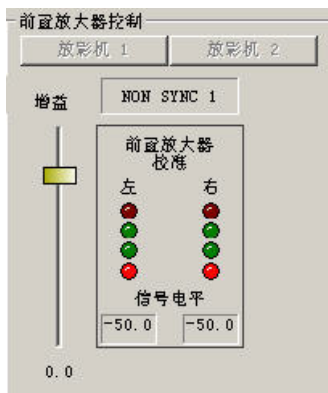 前置放大器控制
放影机 1 放影机 2
增益 NON SYNC 1
前置放大器
校准
左 右
信号电平
-50.0 -50.0
0.0